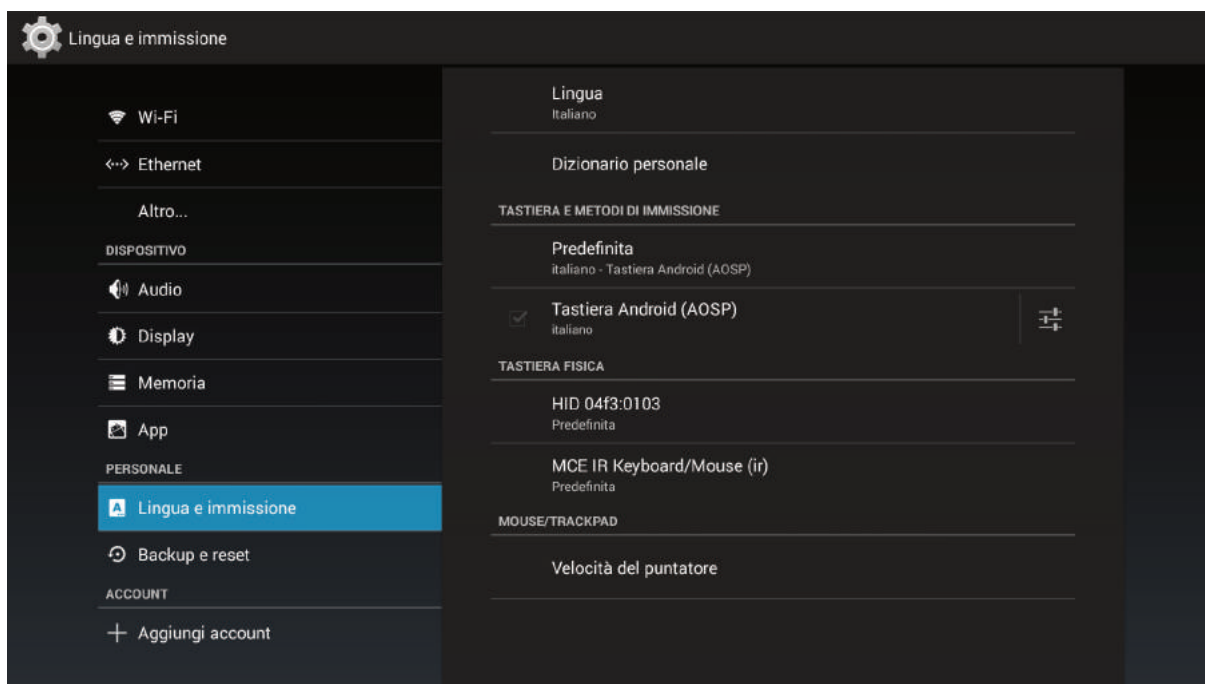 Lingua e immissione
Wi-Fi
Ethernet
Altro...
DISPOSITIVO
Audio
Display
Memoria
App
PERSONALE
Lingua e immissione
Backup e reset
ACCOUNT
Aggiungi account
Lingua
Italiano
Dizionario personale
TASTIERA E METODI DI IMMISSIONE
Predefinita
italiano - Tastiera Android (AOSP)
Tastiera Android (AOSP)
italiano
TASTIERA FISICA
HID 04f3:0103
Predefinita
MCE IR Keyboard/Mouse (ir)
Predefinita
MOUSE/TRACKPAD
Velocità del puntatore